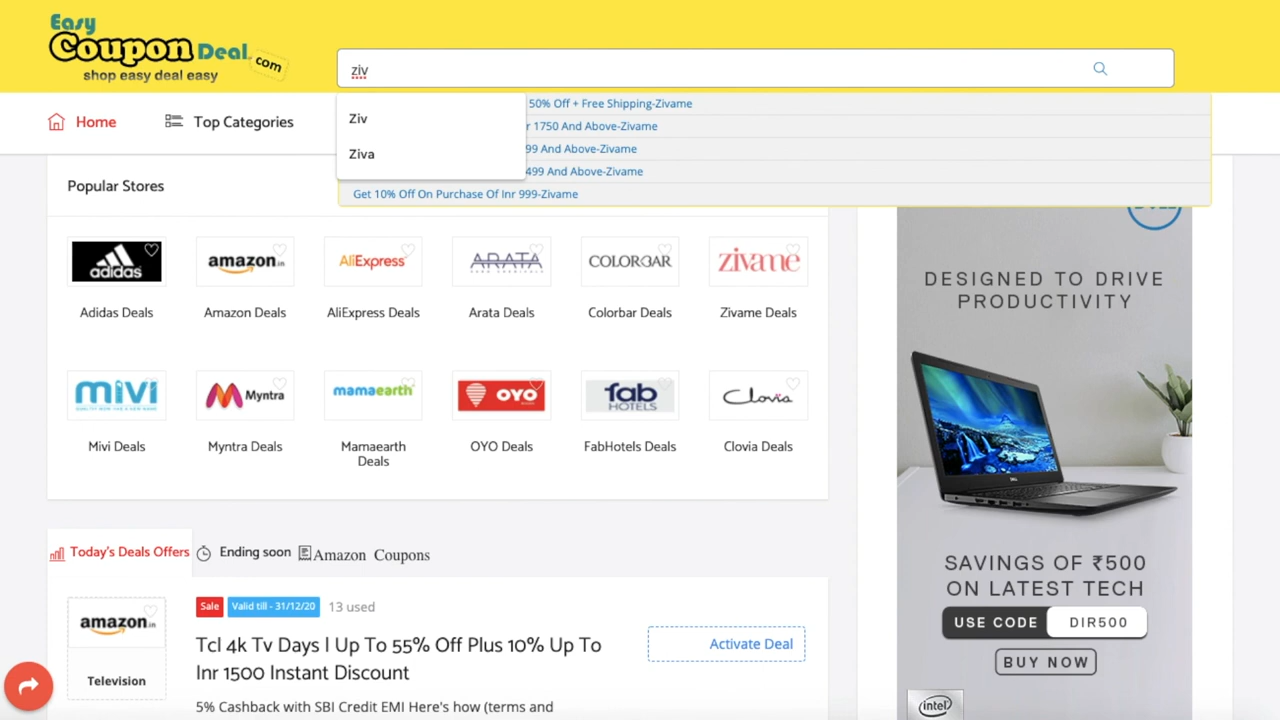 Easy
Coupon Deal
.com
shop easy deal easy
ziv
Home
Top Categories
Ziv
Ziva
50% Off + Free Shipping-Zivame
r 1750 And Above-Zivame
99 And Above-Zivame
499 And Above-Zivame
Get 10% Off On Purchase Of Inr 999-Zivame
Popular Stores
adidas
amazon.in
AliExpress
ARATA
COLORBAR
zivame
Adidas Deals
Amazon Deals
AliExpress Deals
Arata Deals
Colorbar Deals
Zivame Deals
mivi
Myntra
mamaearth
OYO
fab HOTELS
Clovia
Mivi Deals
Myntra Deals
Mamaearth
Deals
OYO Deals
FabHotels Deals
Clovia Deals
Today's Deals Offers
Ending soon
Amazon Coupons
amazon.in
Television
Sale
Valid till - 31/12/20
13 used
Tcl 4k Tv Days l Up To 55% Off Plus 10% Up To
Inr 1500 Instant Discount
Activate Deal
5% Cashback with SBI Credit EMI Here's how (terms and
DESIGNED TO DRIVE
PRODUCTIVITY
SAVINGS OF ₹500
ON LATEST TECH
USE CODE
DIR500
BUY NOW
intel